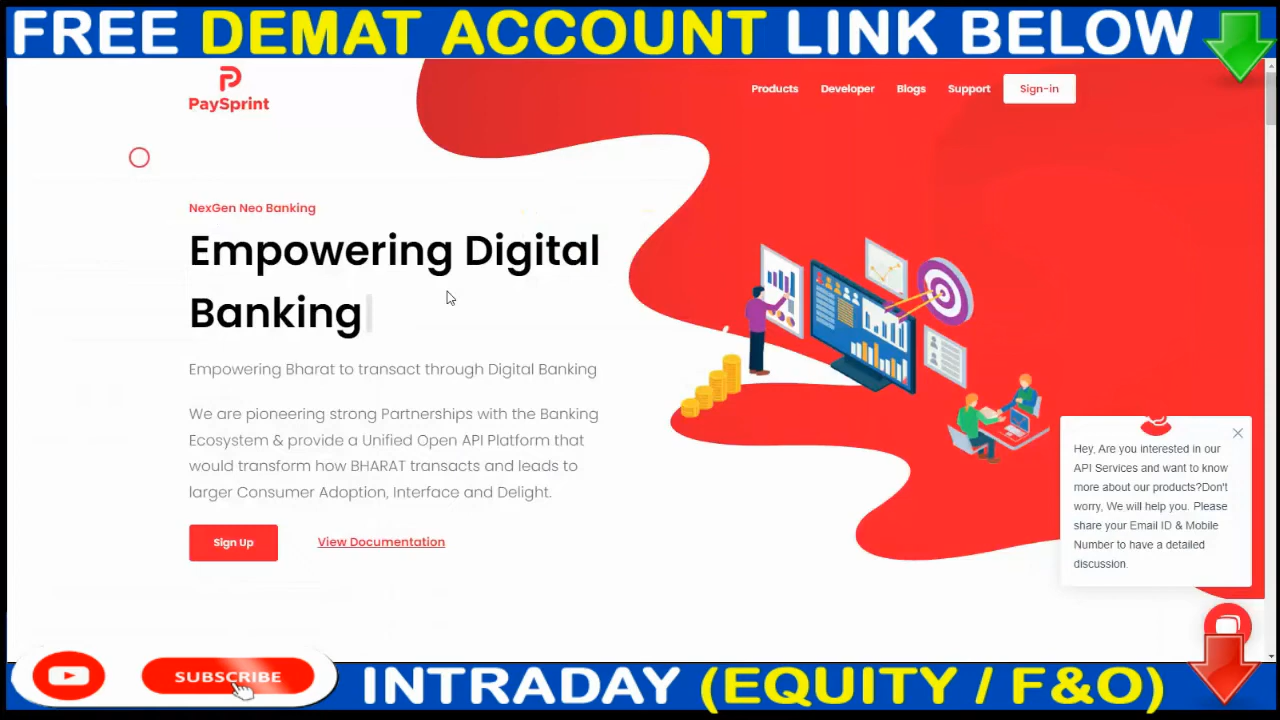 FREE DEMAT ACCOUNT LINK BELOW
PaySprint
Products Developer Blogs Support Sign-in
NexGen Neo Banking
Empowering Digital
Banking
Empowering Bharat to transact through Digital Banking
We are pioneering strong Partnerships with the Banking
Ecosystem & provide a Unified Open API Platform that
would transform how BHARAT transacts and leads to
larger Consumer Adoption, Interface and Delight.
Sign Up View Documentation
Hey, Are you interested in our
API Services and want to know
more about our products?Don't
worry, We will help you. Please
share your Email ID & Mobile
Number to have a detailed
discussion.
SUBSCRIBE
INTRADAY (EQUITY / F&O)